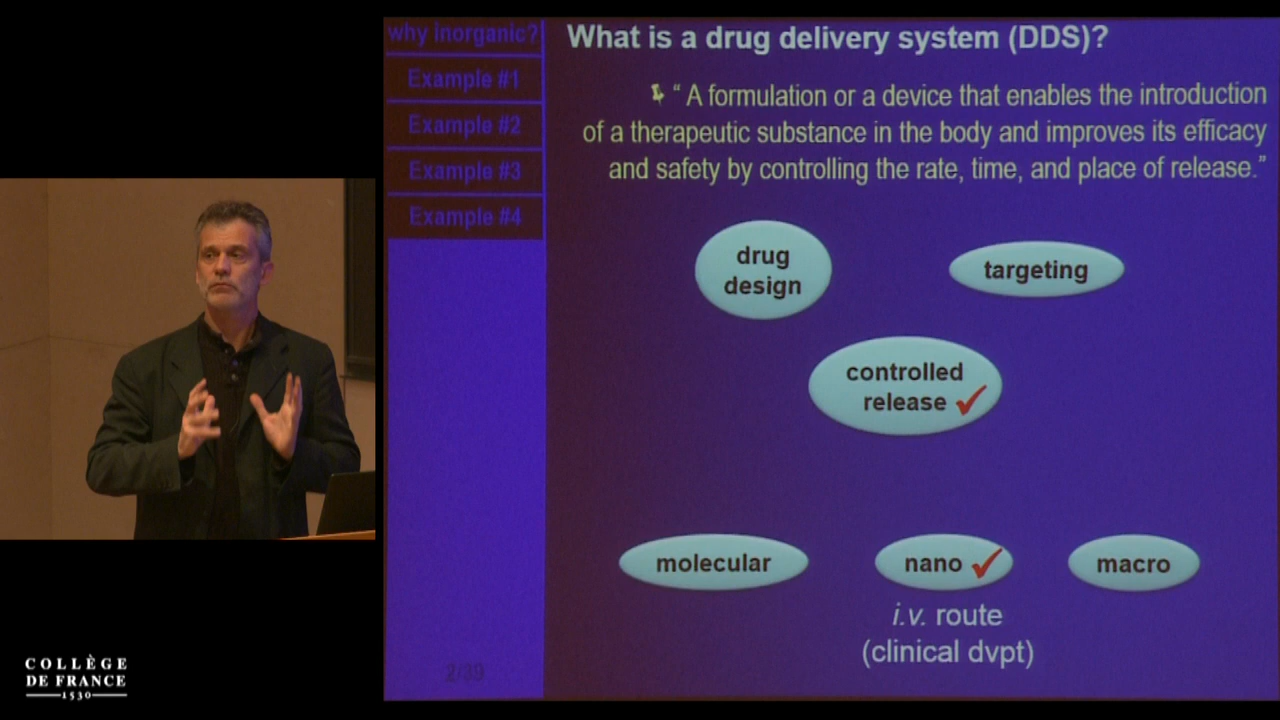 why inorganic?
Example #1
Example #2
Example #3
Example #4
What is a drug delivery system (DDS)?
“ A formulation or a device that enables the introduction
of a therapeutic substance in the body and improves its efficacy
and safety by controlling the rate, time, and place of release.”
drug
design
targeting
controlled
release
molecular
nano
macro
i.v. route
(clinical dvpt)
2/39
COLLÈGE
DE FRANCE
1530